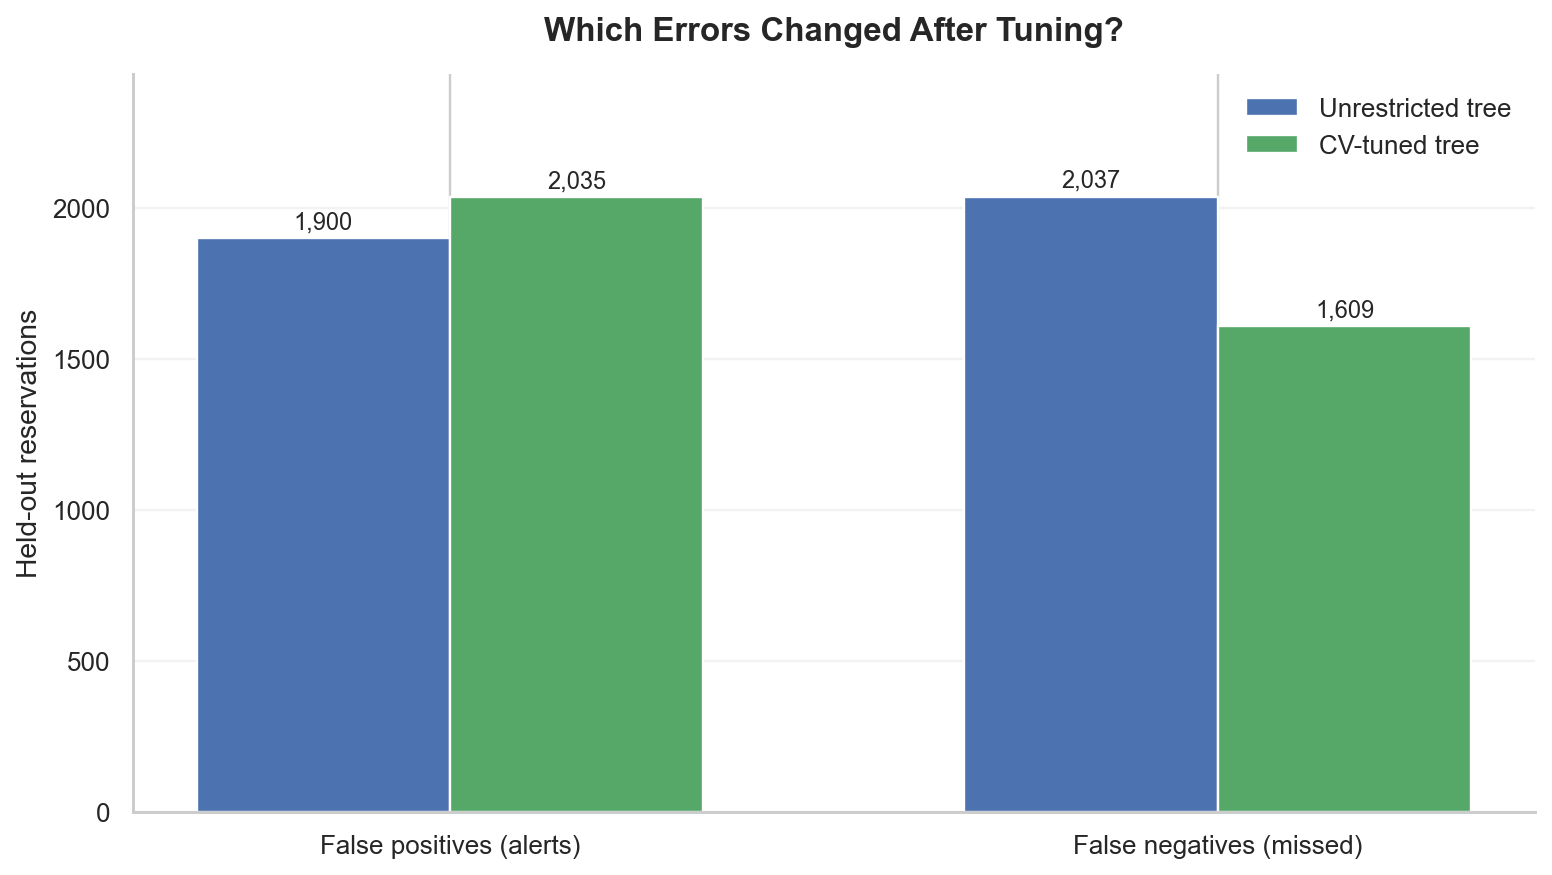 Which Errors Changed After Tuning?
Unrestricted tree
CV-tuned tree
2,035
2,037
1,900
1,609
2000
1500
1000
500
0
Held-out reservations
False positives (alerts)
False negatives (missed)